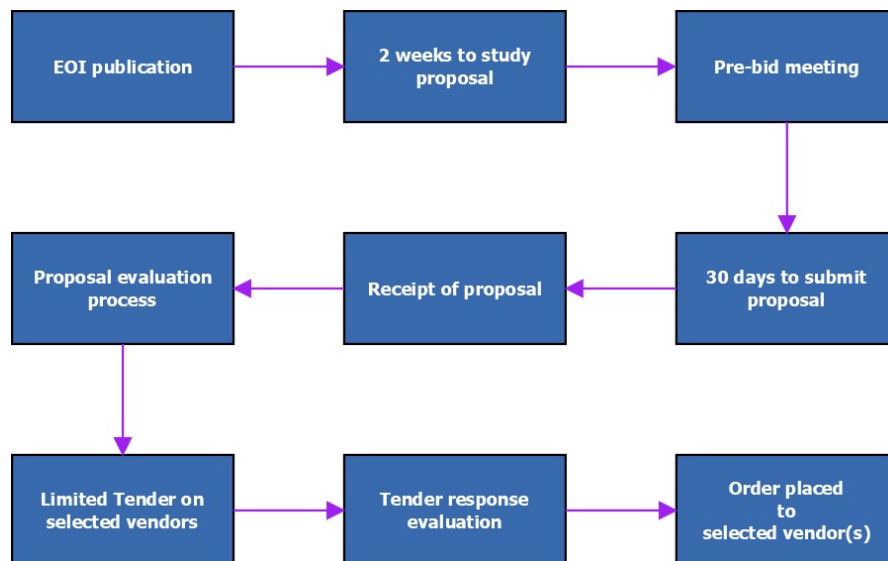 EOI publication
2 weeks to study
proposal
Pre-bid meeting
30 days to submit
proposal
Receipt of proposal
Proposal evaluation
process
Limited Tender on
selected vendors
Tender response
evaluation
Order placed
to
selected vendor(s)